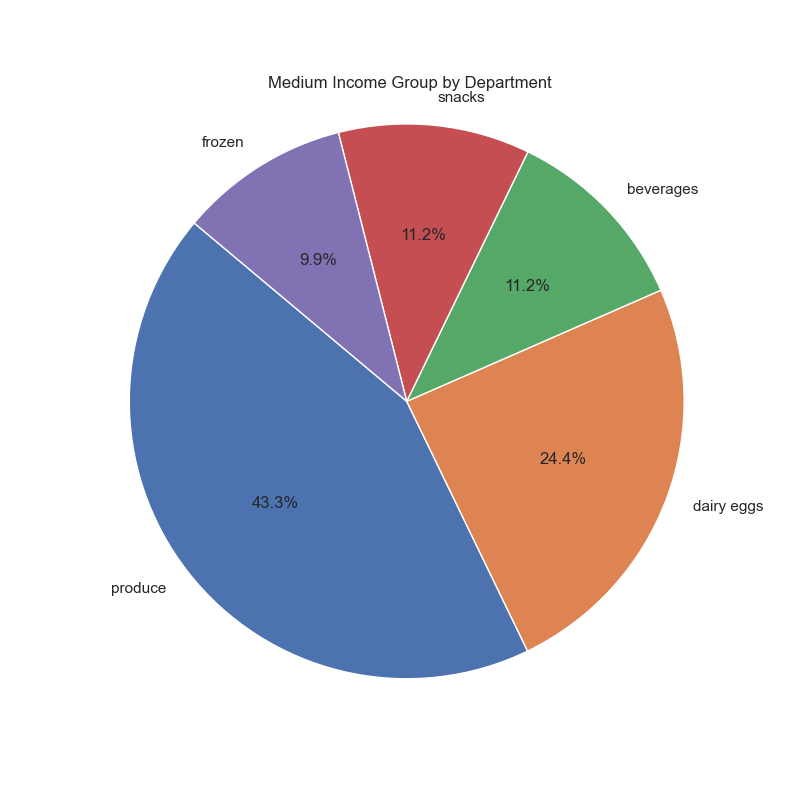 Medium Income Group by Department
snacks
frozen
beverages
11.2%
9.9%
11.2%
24.4%
43.3%
dairy eggs
produce